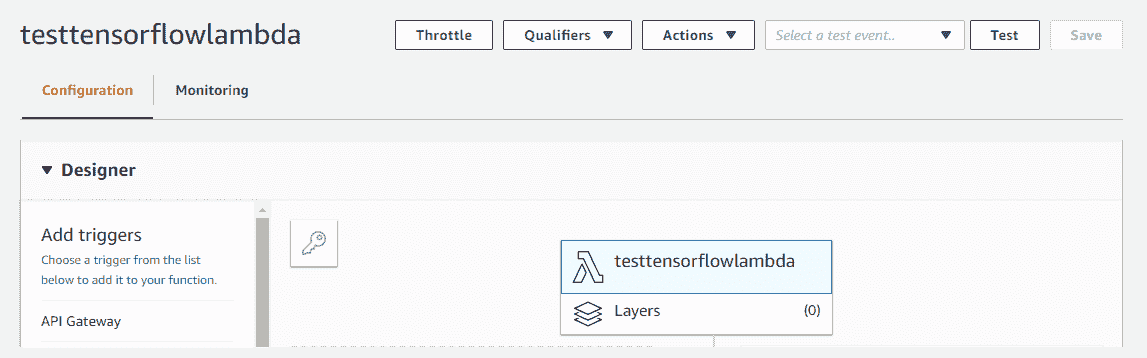 testtensorflowlambda
Throttle Qualifiers Actions Select a test event.. Test Save
Configuration Monitoring
Designer
Add triggers
Choose a trigger from the list
below to add it to your function.
API Gateway
testtensorflowlambda
Layers (0)